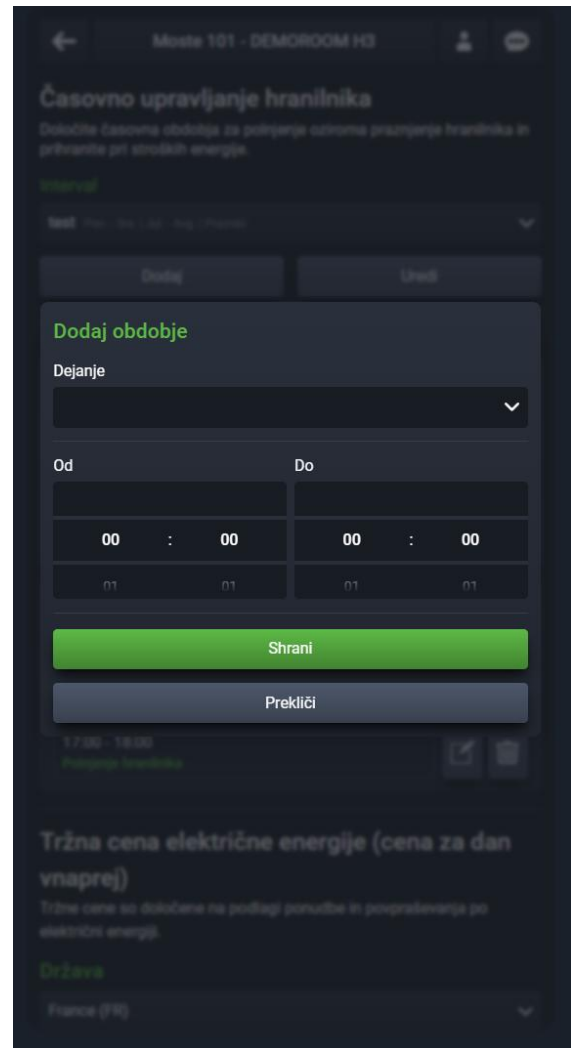 Moste 101 - DEMOROOM H3
Časovno upravljanje hranilnika
Določite časovna obdobja za polnjenje oziroma praznjenje hranilnika in
prihranite pri stroških energije.
Interval
test
Dodaj Uredi
Dodaj obdobje
Dejanje
Od Do
00 : 00 00 : 00
01 01 01 01
Shrani
Prekliči
17:00 - 18:00
Polnjenje hranilnika
Tržna cena električne energije (cena za dan
vnaprej)
Tržne cene so določene na podlagi ponudbe in povpraševanja po
električni energiji.
Država
France (FR)